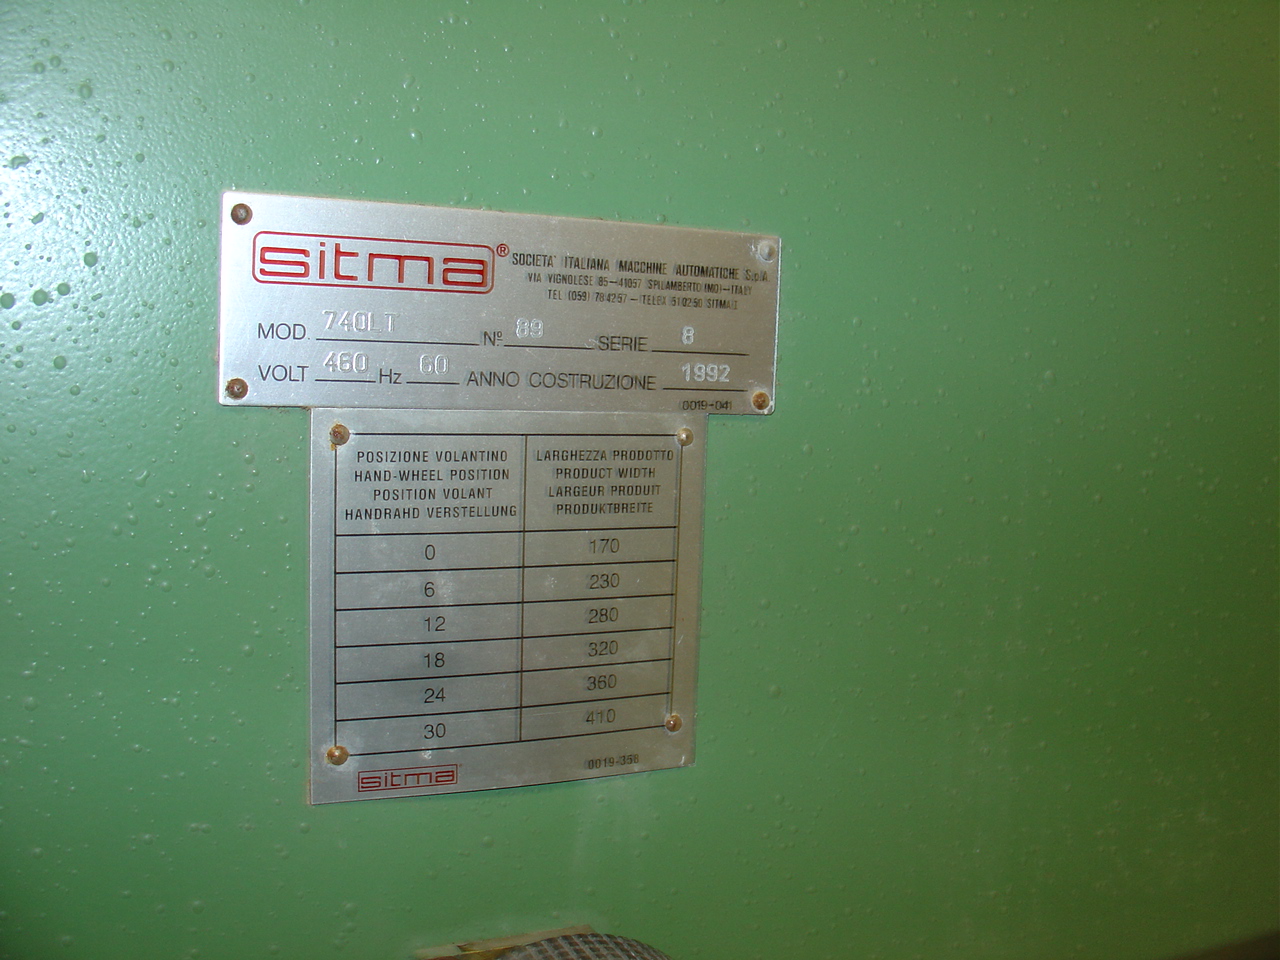 sitma®
SOCIETA' ITALIANA MACCHINE AUTOMATICHE S.p.A.
VIA VIGNOLESE 85-41057 SPILAMBERTO (MO)-ITALY
TEL (059) 784257 - TELEX 510250 SITMA I
MOD. 740LT Nº 89 SERIE 8
VOLT 460 Hz 60 ANNO COSTRUZIONE 1992
0019-041
POSIZIONE VOLANTINO LARGHEZZA PRODOTTO
HAND-WHEEL POSITION PRODUCT WIDTH
POSITION VOLANT LARGEUR PRODUIT
HANDRAHD VERSTELLUNG PRODUKTBREITE
0 170
6 230
12 280
18 320
24 360
30 410
sitma 0019-356